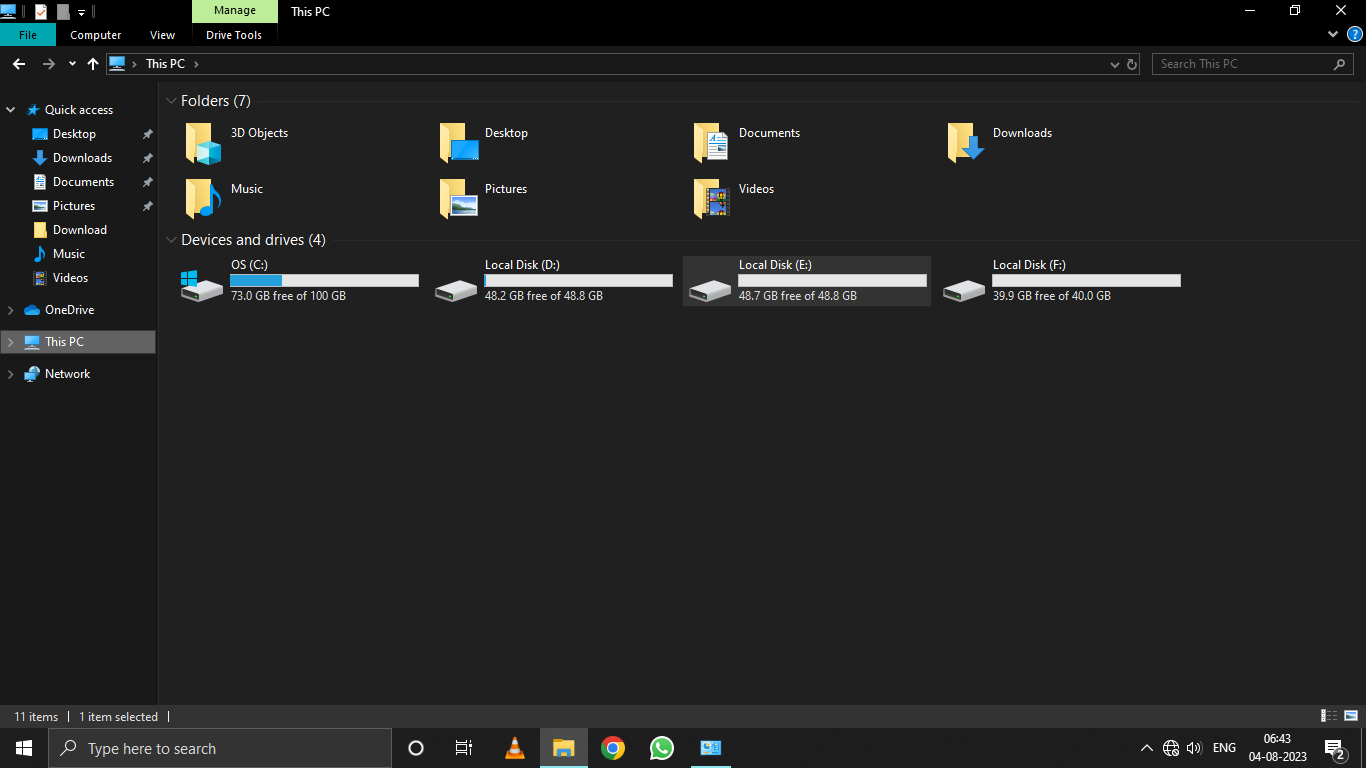 Manage
This PC
File
Computer
View
Drive Tools
This PC
Search This PC
Quick access
Desktop
Downloads
Documents
Pictures
Download
Music
Videos
OneDrive
This PC
Network
Folders (7)
3D Objects
Desktop
Documents
Downloads
Music
Pictures
Videos
Devices and drives (4)
OS (C:)
73.0 GB free of 100 GB
Local Disk (D:)
48.2 GB free of 48.8 GB
Local Disk (E:)
48.7 GB free of 48.8 GB
Local Disk (F:)
39.9 GB free of 40.0 GB
11 items
1 item selected
Type here to search
ENG
06:43
04-08-2023
2